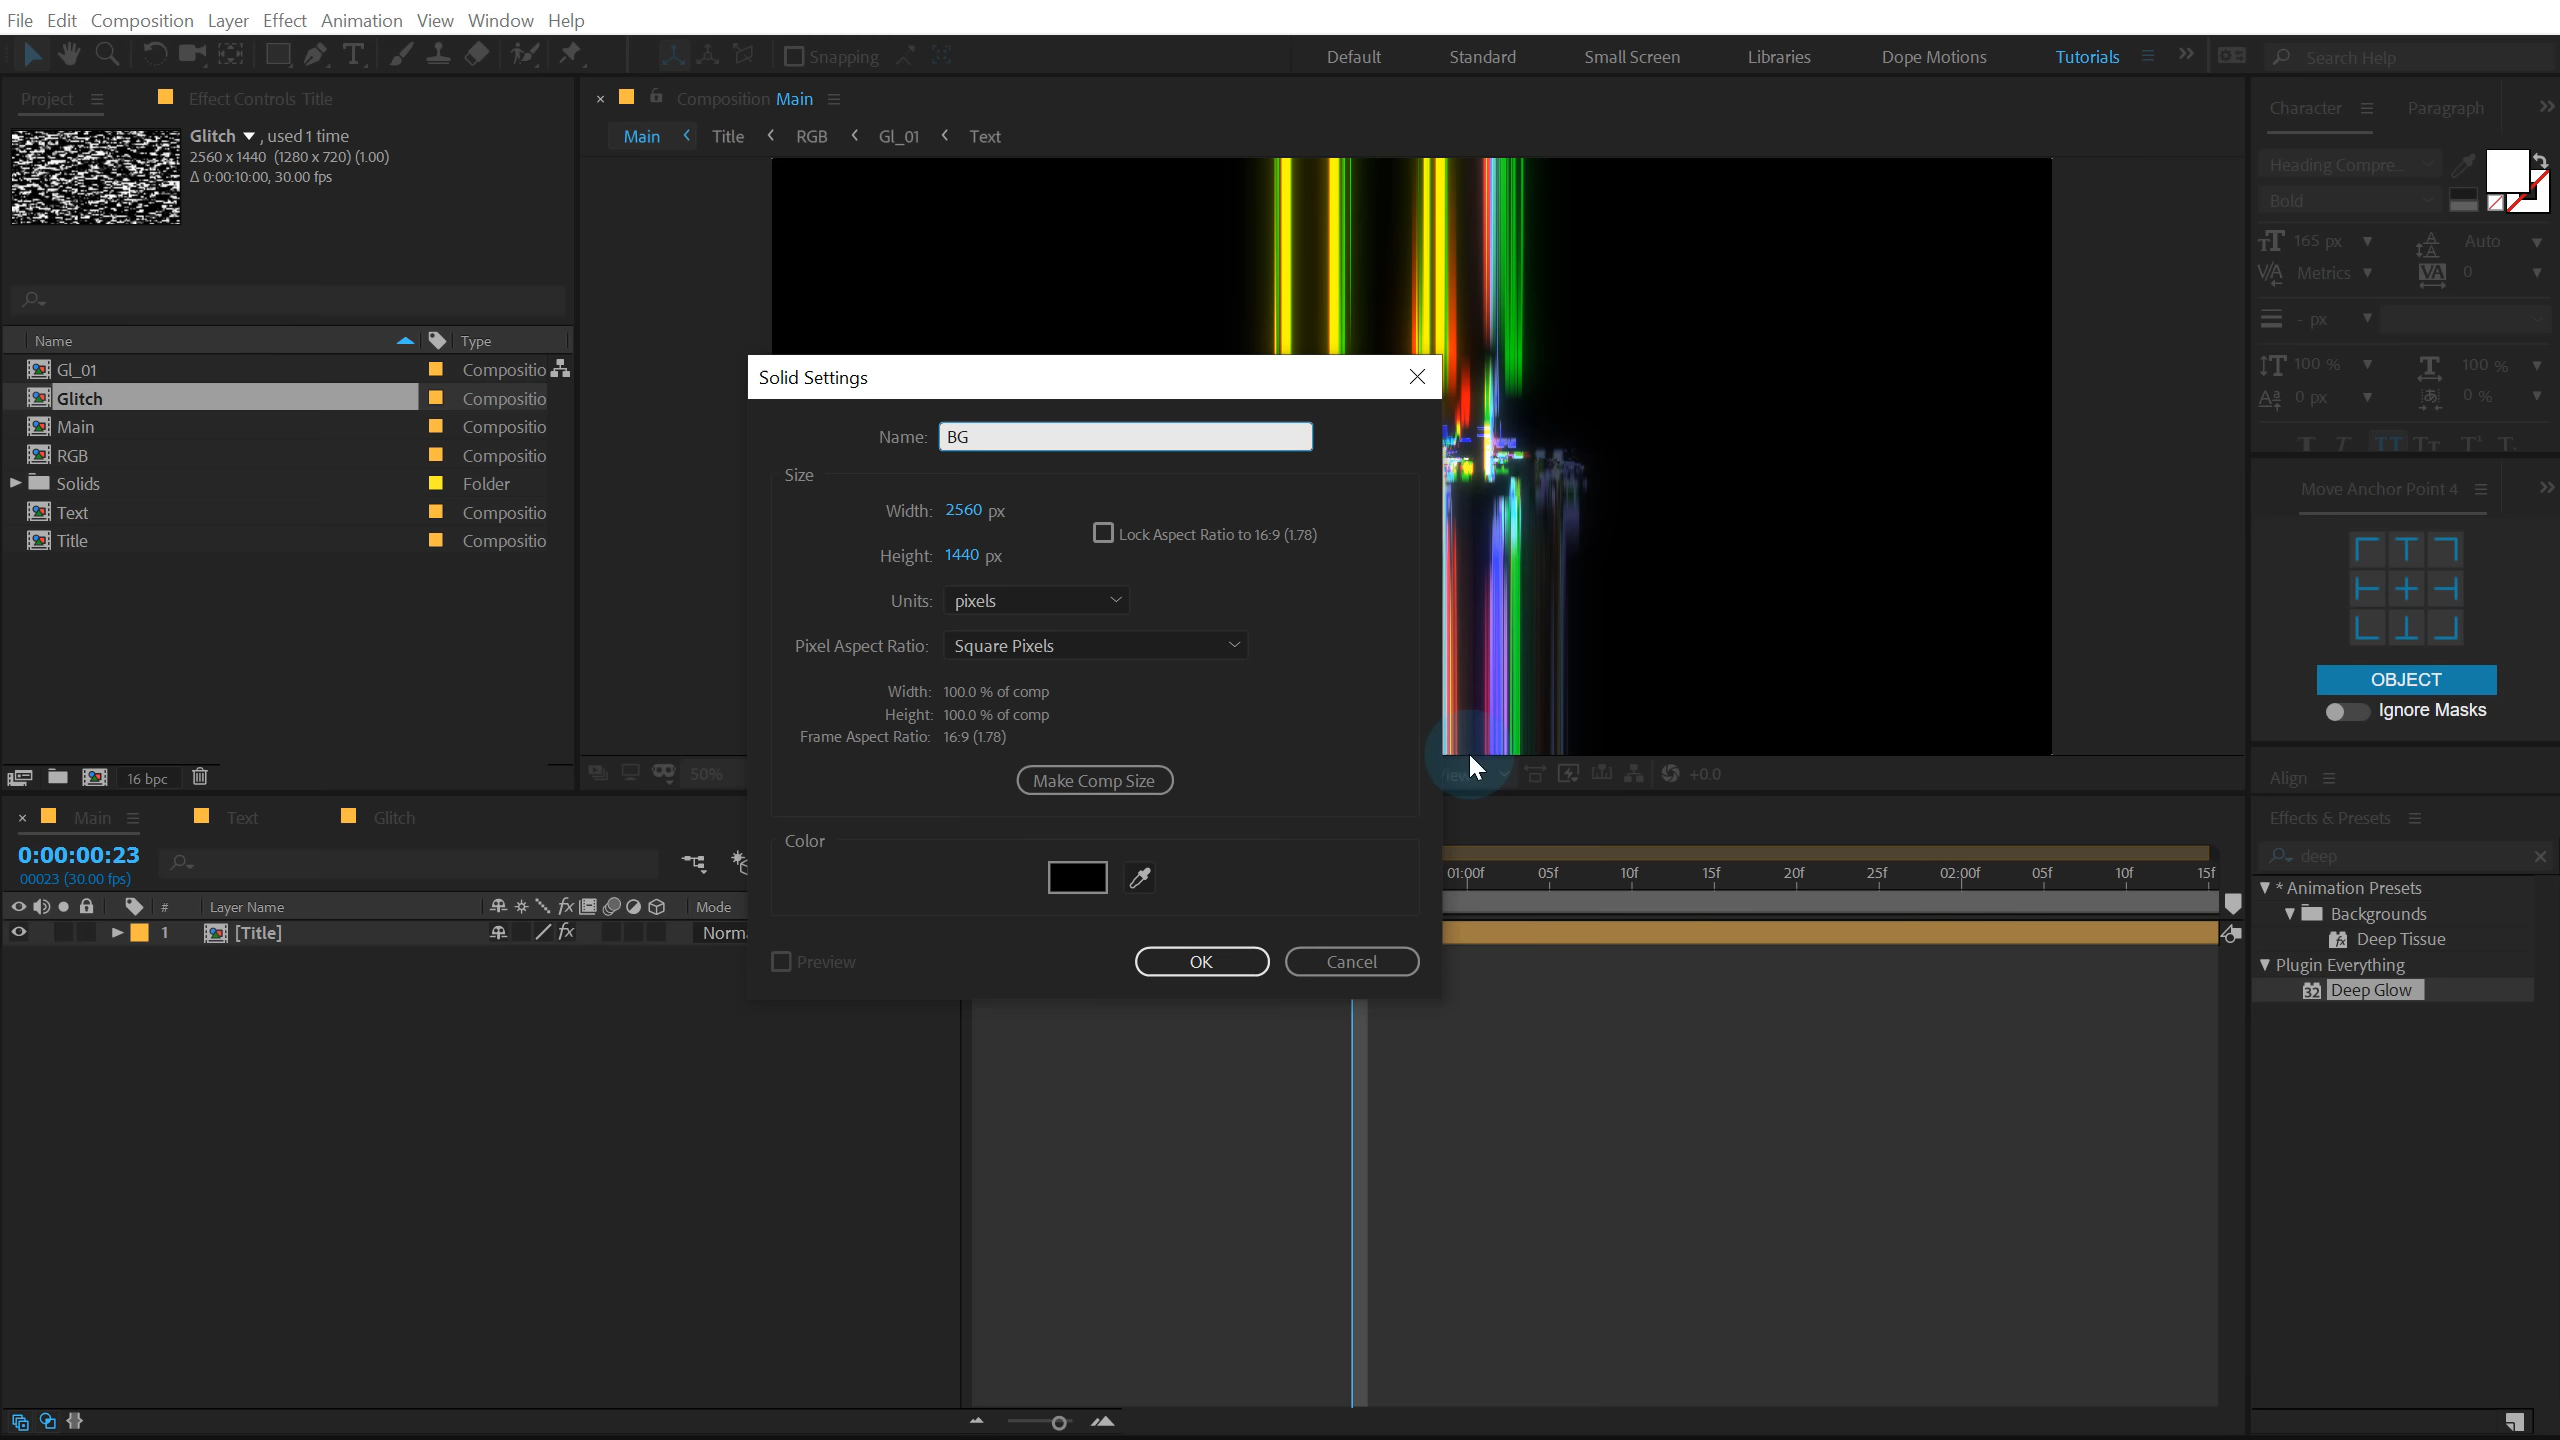 File Edit Composition Layer Effect Animation View Window Help
Snapping
Default Standard Small Screen Libraries Dope Motions Tutorials
Search Help
Project
Effect Controls Title
Glitch , used 1 time
2560 x 1440 (1280 x 720) (1.00)
Δ 0:00:10:00, 30.00 fps
Name Type
Gl_01 Compositio
Glitch Compositio
Main Compositio
RGB Compositio
Solids Folder
Text Compositio
Title Compositio
16 bpc
Composition Main
Main Title RGB Gl_01 Text
50%
+0.0
Solid Settings
Name: BG
Size
Width: 2560 px
Lock Aspect Ratio to 16:9 (1.78)
Height: 1440 px
Units: pixels
Pixel Aspect Ratio: Square Pixels
Width: 100.0 % of comp
Height: 100.0 % of comp
Frame Aspect Ratio: 16:9 (1.78)
Make Comp Size
Color
Preview OK Cancel
Character Paragraph
Heading Compre...
Bold
165 px Auto
Metrics 0
- px
100 % 100 %
0 px 0 %
Move Anchor Point 4
OBJECT
Ignore Masks
Align
Effects & Presets
deep
* Animation Presets
Backgrounds
Deep Tissue
Plugin Everything
Deep Glow
Main Text Glitch
0:00:00:23
00023 (30.00 fps)
# Layer Name Mode
1 [Title] Norm
01:00f 05f 10f 15f 20f 25f 02:00f 05f 10f 15f